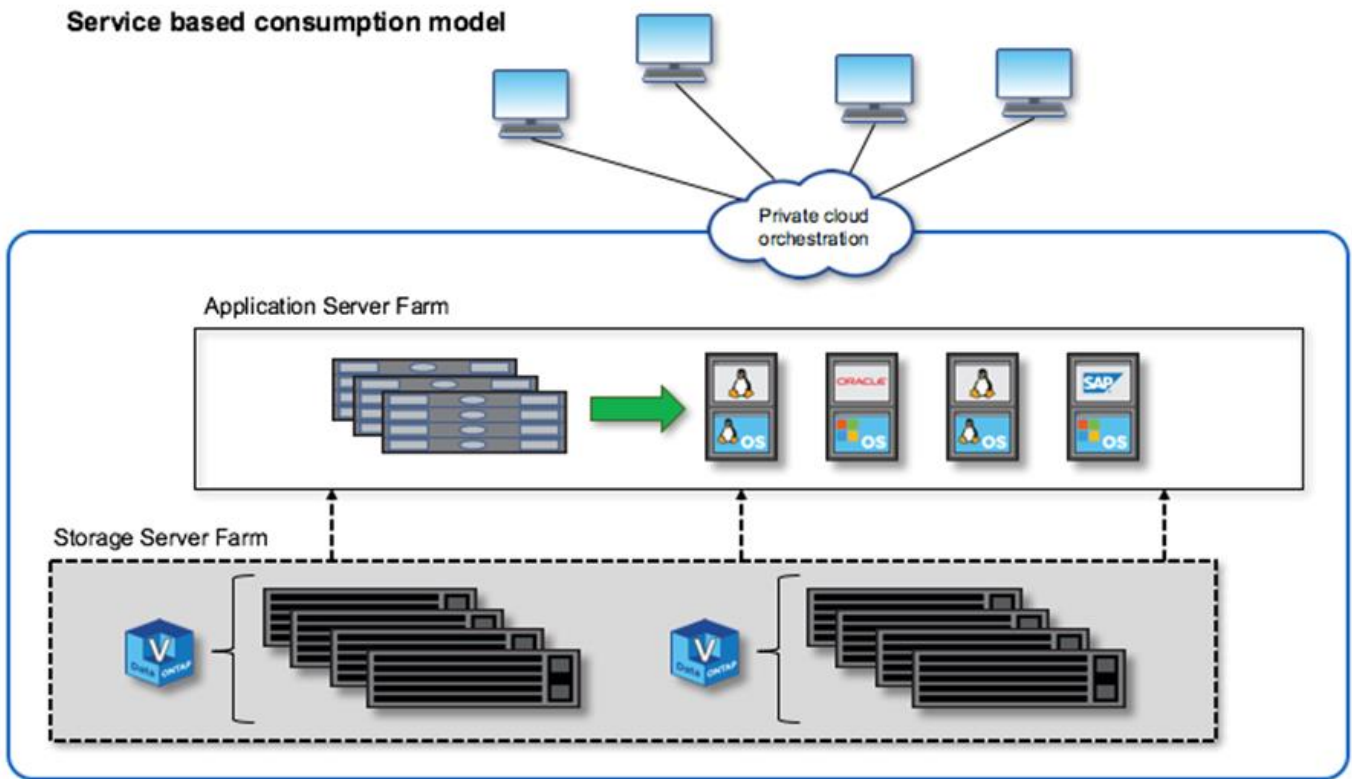 Service based consumption model
Private cloud
orchestration
Application Server Farm
ORACLE
SAP
OS
OS
OS
OS
Storage Server Farm
V
Data ONTAP
V
Data ONTAP